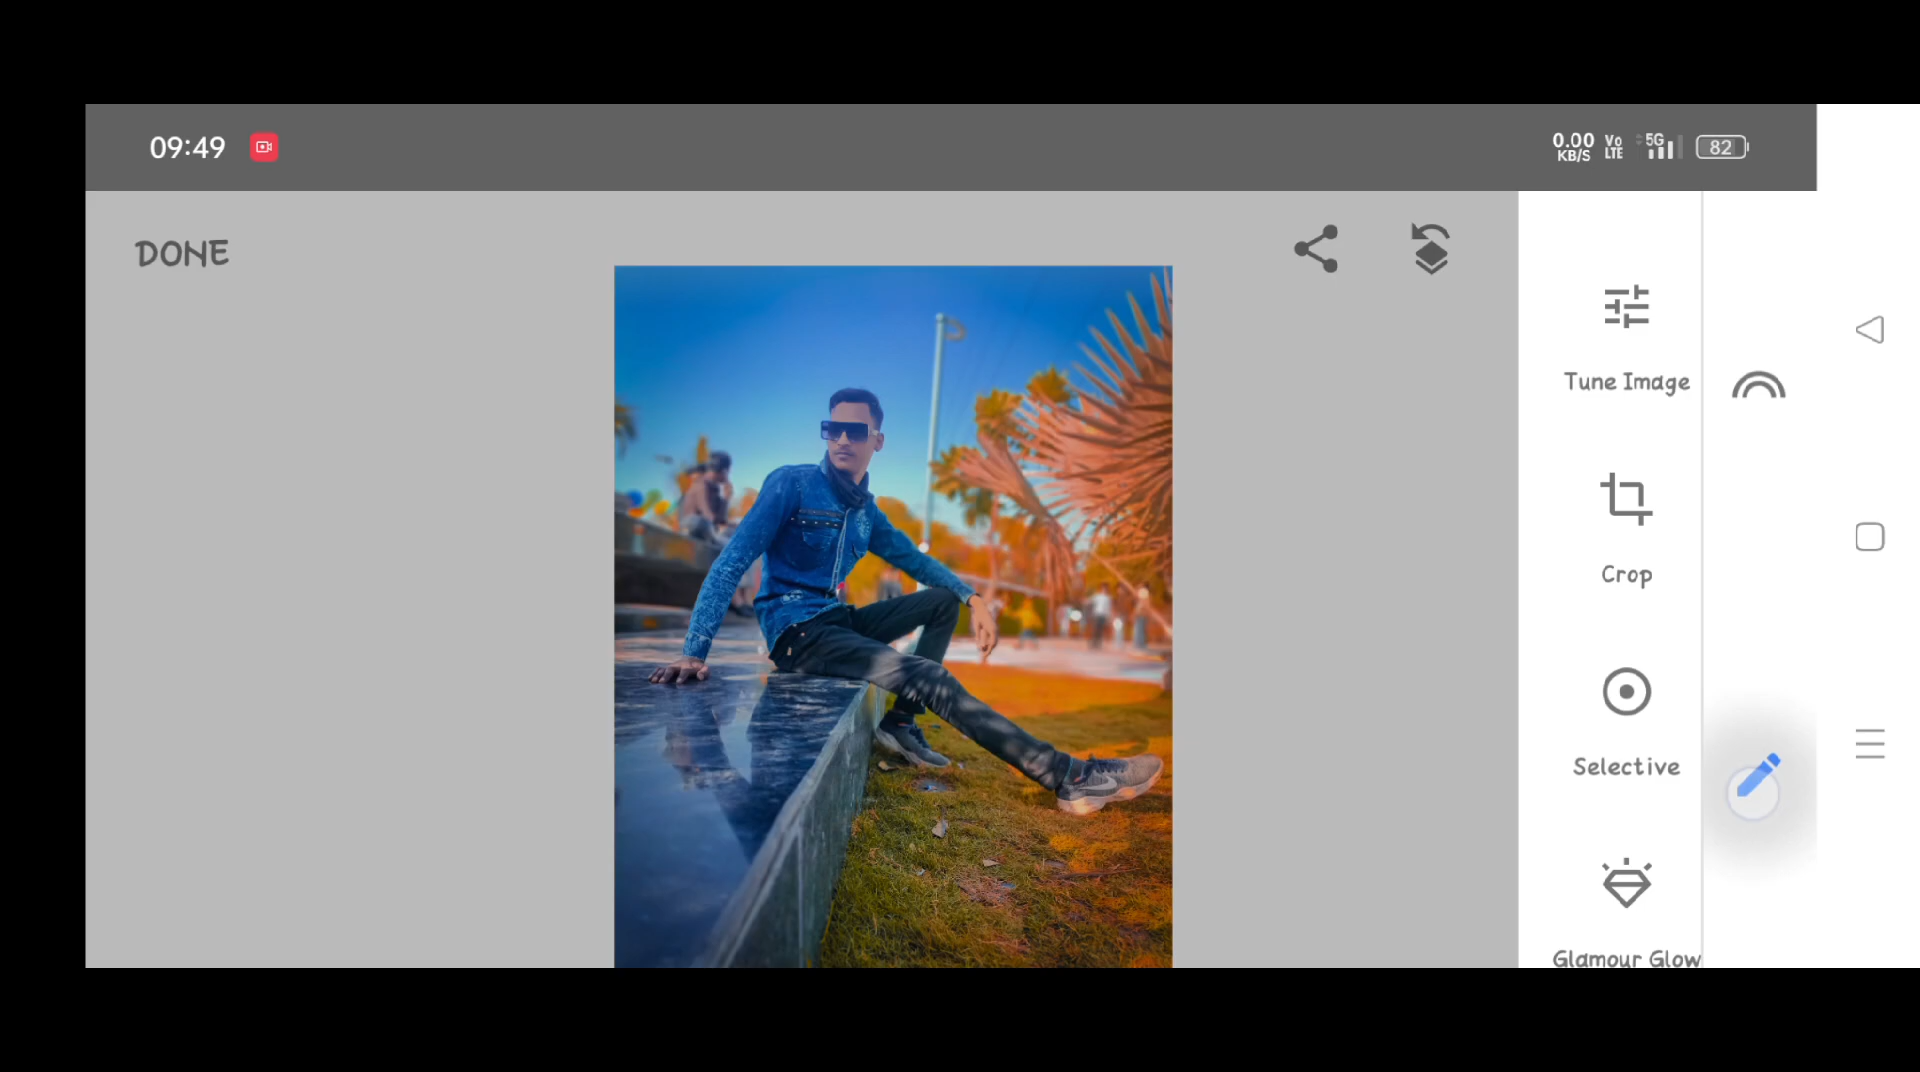 09:49
0.00 KB/S Vo LTE 5G 82
DONE
Tune Image
Crop
Selective
Glamour Glow